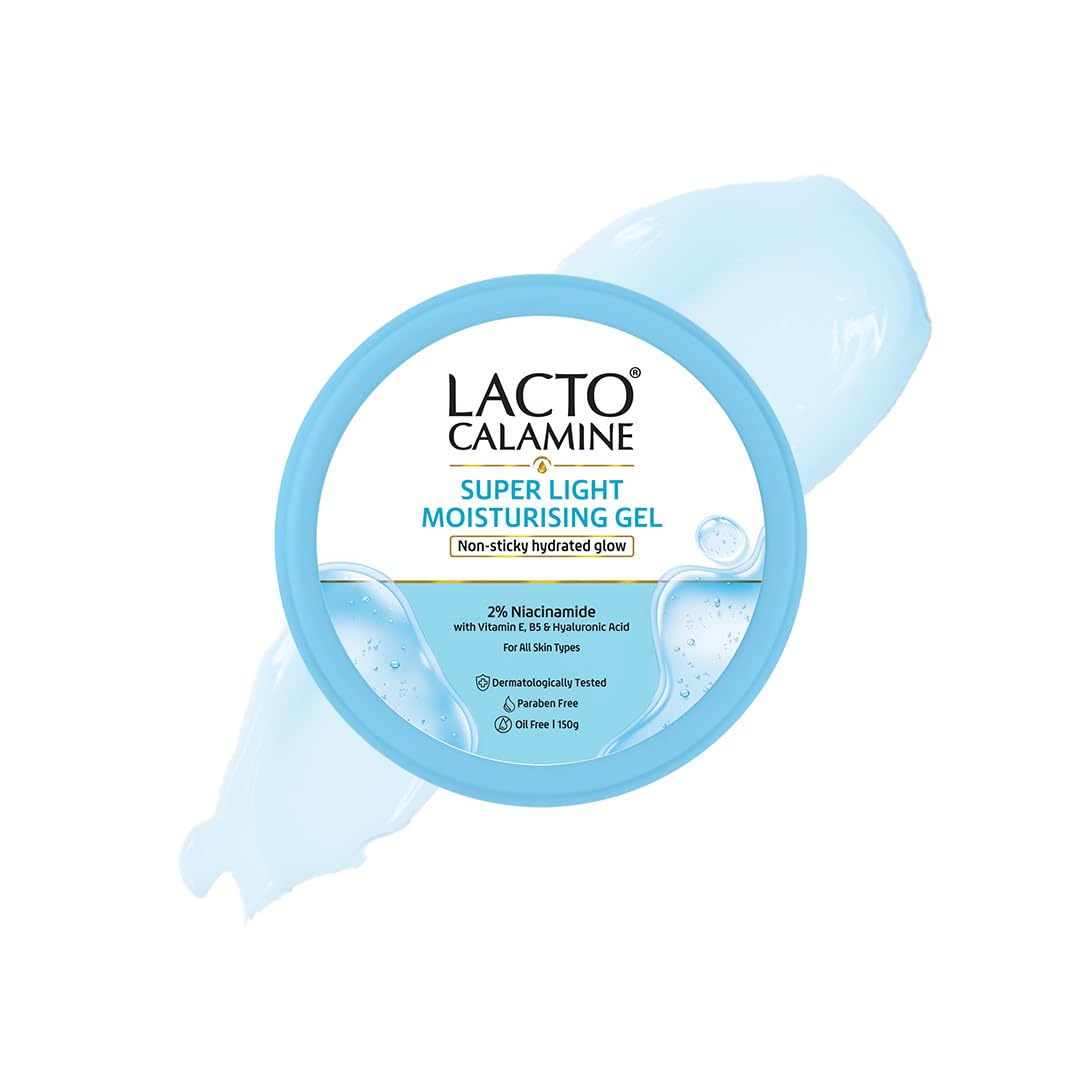 LACTO®
CALAMINE
SUPER LIGHT
MOISTURISING GEL
Non-sticky hydrated glow
2% Niacinamide
with Vitamin E, B5 & Hyaluronic Acid
For All Skin Types
Dermatologically Tested
Paraben Free
Oil Free | 150g